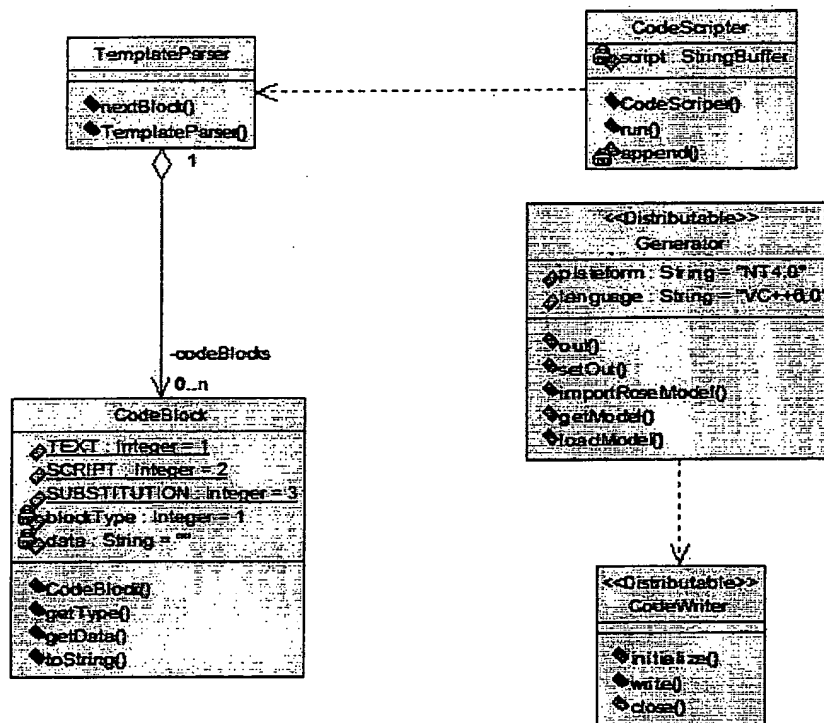 TemplateParser
nextBlock()
TemplateParser()
1
CodeScripter
script : StringBuffer
CodeScriper()
run()
append()
<<Distributable>>
Generator
plateform : String = "NT4.0"
language : String = "VC++6.0"
out()
setOut()
importRoseModel()
getModel()
loadModel()
-codeBlocks
0..n
CodeBlock
TEXT : Integer = 1
SCRIPT : Integer = 2
SUBSTITUTION : Integer = 3
blockType : Integer = 1
data : String = ""
CodeBlock()
getType()
getData()
toString()
<<Distributable>>
CodeWriter
initialize()
write()
close()